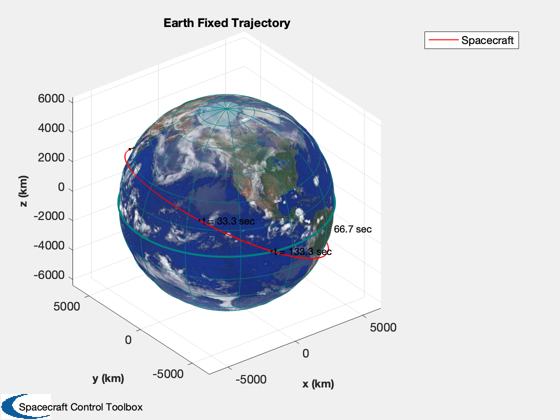 Earth Fixed Trajectory
Spacecraft
6000
4000
2000
0
-2000
-4000
-6000
z (km)
t = 33.3 sec
66.7 sec
t = 133.3 sec
5000
0
-5000
y (km)
-5000
0
5000
x (km)
Spacecraft Control Toolbox